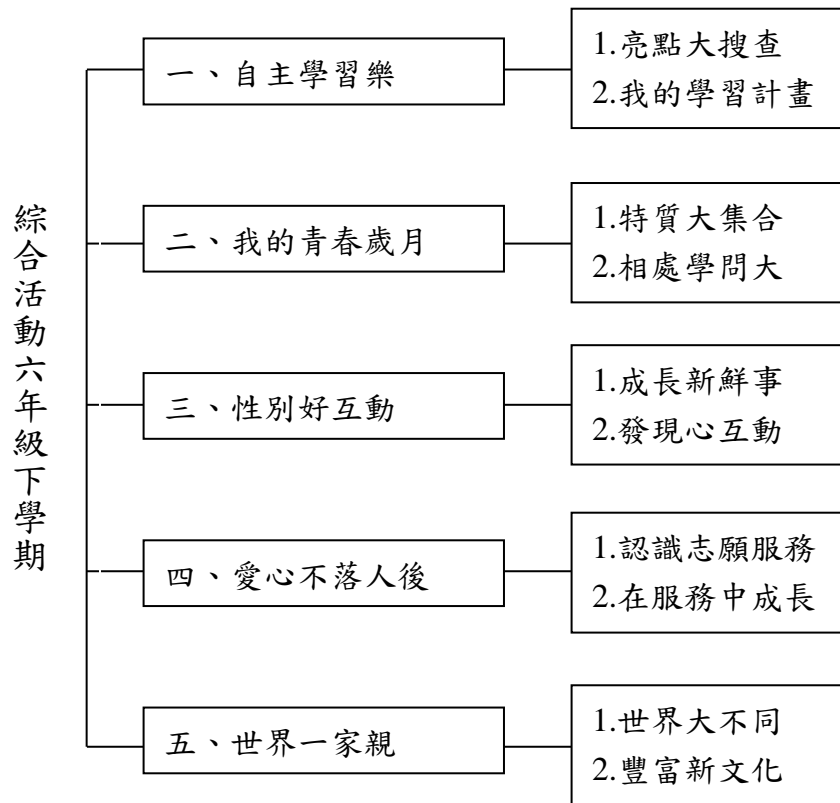 綜合活動六年級下學期
一、自主學習樂
1.亮點大搜查
2.我的學習計畫
二、我的青春歲月
1.特質大集合
2.相處學問大
三、性別好互動
1.成長新鮮事
2.發現心互動
四、愛心不落人後
1.認識志願服務
2.在服務中成長
五、世界一家親
1.世界大不同
2.豐富新文化